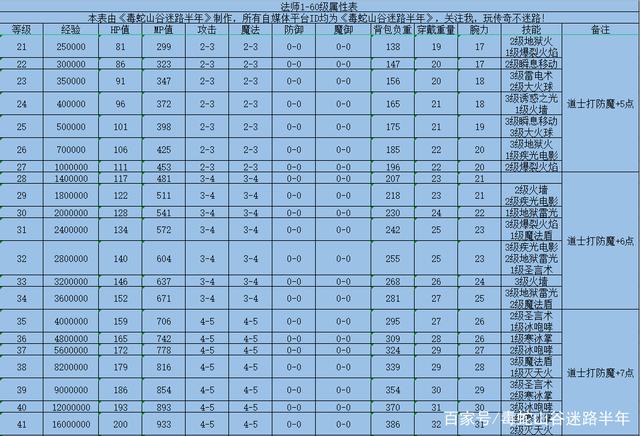 法师1-60级属性表
本表由《毒蛇山谷迷路半年》制作，所有自媒体平台ID均为《毒蛇山谷迷路半年》，关注我，玩传奇不迷路！
等级 经验 HP值 MP值 攻击 魔法 防御 魔御 背包负重 穿戴重量 腕力 技能 备注
21 250000 81 299 2-3 2-3 0-0 0-0 138 19 17 2级地狱火
1级爆裂火焰
22 300000 86 323 2-3 2-3 0-0 0-0 147 20 17 2级瞬息移动
23 350000 91 347 2-3 2-3 0-0 0-0 156 20 18 3级雷电术
2级大火球
24 400000 96 372 2-3 2-3 0-0 0-0 165 21 18 3级诱惑之光
1级火墙
道士打防魔+5点
25 500000 101 398 2-3 2-3 0-0 0-0 175 21 19 3级瞬息移动
3级大火球
26 700000 106 425 2-3 2-3 0-0 0-0 185 22 20 3级地狱火
1级疾光电影
27 1000000 111 453 2-3 2-3 0-0 0-0 196 22 20 2级爆裂火焰
28 1400000 117 481 3-4 3-4 0-0 0-0 207 23 21
29 1800000 122 511 3-4 3-4 0-0 0-0 218 23 21 2级火墙
2级疾光电影
30 2000000 128 541 3-4 3-4 0-0 0-0 230 24 22 1级地狱雷光
31 2400000 134 572 3-4 3-4 0-0 0-0 242 25 23 3级爆裂火焰
1级魔法盾
道士打防魔+6点
32 2800000 140 604 3-4 3-4 0-0 0-0 255 25 23 3级疾光电影
2级地狱雷光
1级圣言术
33 3200000 146 637 3-4 3-4 0-0 0-0 268 26 24 3级火墙
34 3600000 152 671 3-4 3-4 0-0 0-0 281 27 25 3级地狱雷光
2级魔法盾
35 4000000 159 706 4-5 4-5 0-0 0-0 295 27 26 2级圣言术
1级冰咆哮
36 4800000 165 742 4-5 4-5 0-0 0-0 309 28 26 1级寒冰掌
37 5600000 172 778 4-5 4-5 0-0 0-0 324 29 27 2级冰咆哮
38 8200000 179 816 4-5 4-5 0-0 0-0 339 29 28 3级魔法盾
1级灭天火
道士打防魔+7点
39 9000000 186 854 4-5 4-5 0-0 0-0 354 30 29 3级圣言术
2级寒冰掌
40 12000000 193 893 4-5 4-5 0-0 0-0 370 31 30 3级冰咆哮
41 16000000 200 933 4-5 4-5 0-0 0-0 386 32
2级灭天火
百家号/毒蛇山谷迷路半年